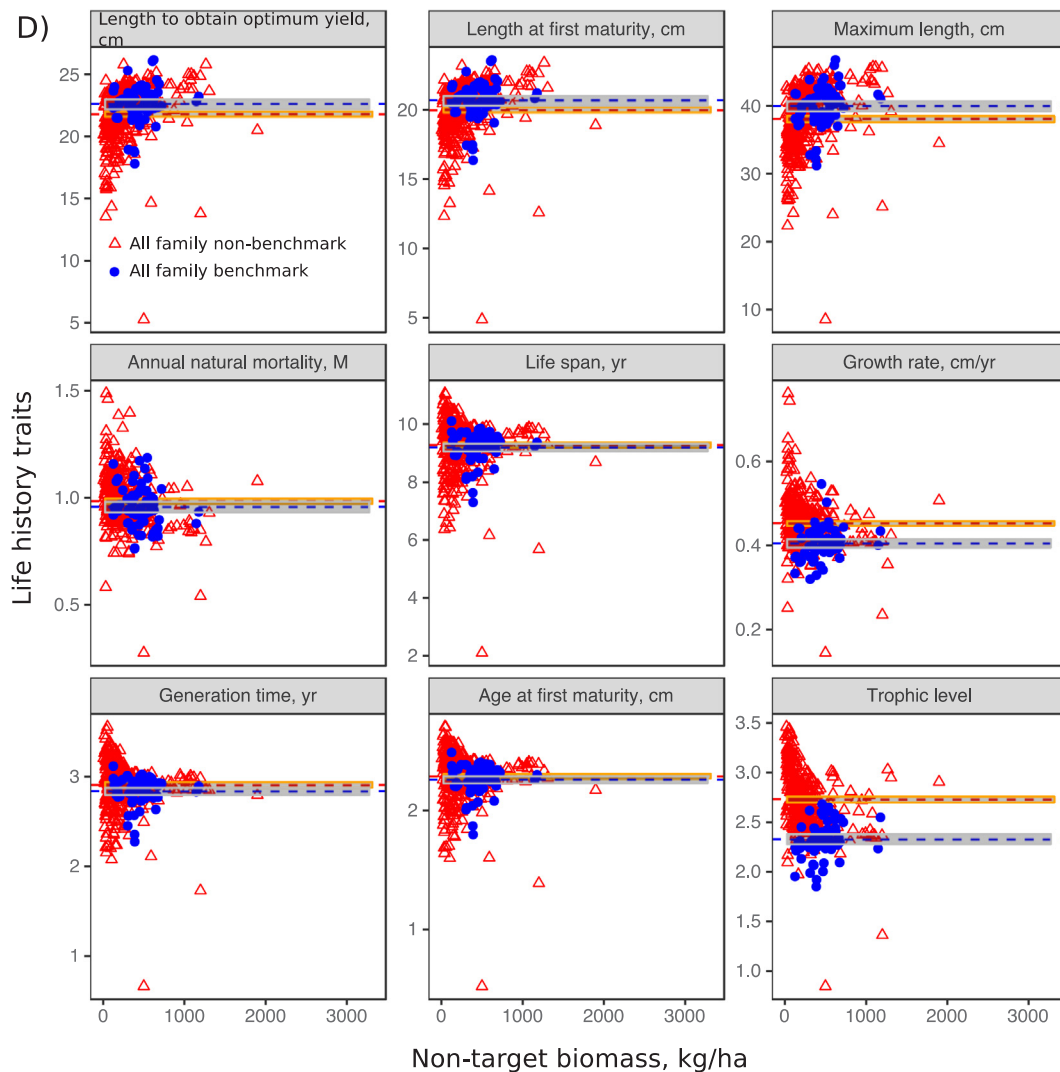 D)
Length to obtain optimum yield,
cm
Length at first maturity, cm
Maximum length, cm
25
20
15
10
5
All family non-benchmark
All family benchmark
20
15
10
5
40
30
20
10
Annual natural mortality, M
Life span, yr
Growth rate, cm/yr
1.5
1.0
0.5
10
8
6
4
2
0.6
0.4
0.2
Generation time, yr
Age at first maturity, cm
Trophic level
3
2
1
2
1
3.5
3.0
2.5
2.0
1.5
1.0
0 1000 2000 3000
0 1000 2000 3000
0 1000 2000 3000
Life history traits
Non-target biomass, kg/ha